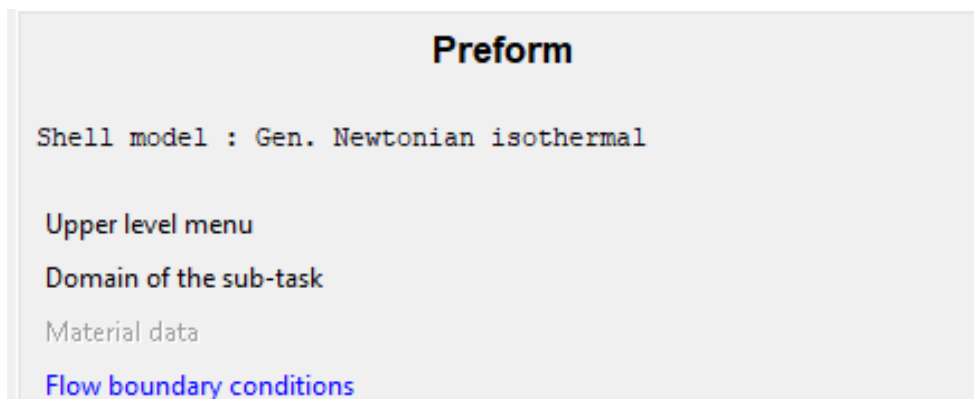 Preform
Shell model : Gen. Newtonian isothermal
Upper level menu
Domain of the sub-task
Material data
Flow boundary conditions